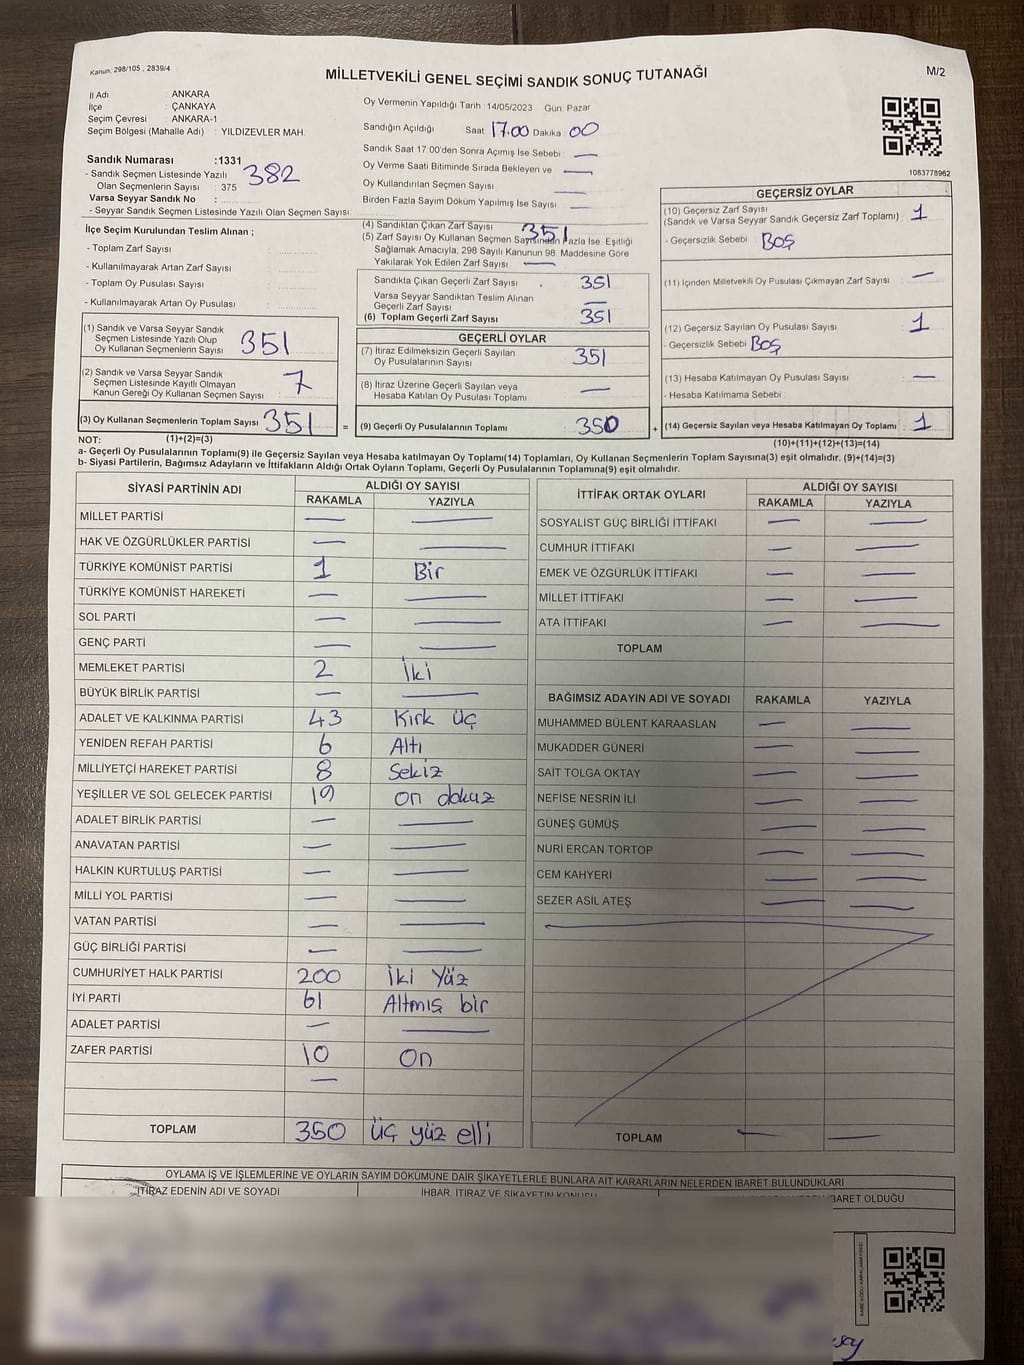 Kanun, 298/105 , 2839/4
MİLLETVEKİLİ GENEL SEÇİMİ SANDIK SONUÇ TUTANAĞI
M/2
İl Adı : ANKARA
İlçe : ÇANKAYA
Seçim Çevresi : ANKARA-1
Seçim Bölgesi (Mahalle Adı) : YILDIZEVLER MAH.
Sandık Numarası :1331
- Sandık Seçmen Listesinde Yazılı Olan Seçmenlerin Sayısı : 375 382
Varsa Seyyar Sandık No :
- Seyyar Sandık Seçmen Listesinde Yazılı Olan Seçmen Sayısı
Oy Vermenin Yapıldığı Tarih :14/05/2023 Gün: Pazar
Sandığın Açıldığı Saat 17.00 Dakika 00
Sandık Saat 17:00'den Sonra Açımış İse Sebebi : —
Oy Verme Saati Bitiminde Sırada Bekleyen ve —
Oy Kullandırılan Seçmen Sayısı —
Birden Fazla Sayım Döküm Yapılmış İse Sayısı —
1083778962
İlçe Seçim Kurulundan Teslim Alınan ;
- Toplam Zarf Sayısı :
- Kullanılmayarak Artan Zarf Sayısı :
- Toplam Oy Pusulası Sayısı :
- Kullanılmayarak Artan Oy Pusulası :
(1) Sandık ve Varsa Seyyar Sandık
Seçmen Listesinde Yazılı Olup 351
Oy Kullanan Seçmenlerin Sayısı
(2) Sandık ve Varsa Seyyar Sandık
Seçmen Listesinde Kayıtlı Olmayan 7
Kanun Gereği Oy Kullanan Seçmen Sayısı
(3) Oy Kullanan Seçmenlerin Toplam Sayısı 351
(4) Sandıktan Çıkan Zarf Sayısı 351
(5) Zarf Sayısı Oy Kullanan Seçmen Sayısından Fazla İse, Eşitliği
Sağlamak Amacıyla, 298 Sayılı Kanunun 98. Maddesine Göre
Yakılarak Yok Edilen Zarf Sayısı —
Sandıkta Çıkan Geçerli Zarf Sayısı 351
Varsa Seyyar Sandıktan Teslim Alınan
Geçerli Zarf Sayısı —
(6) Toplam Geçerli Zarf Sayısı 351
GEÇERLİ OYLAR
(7) İtiraz Edilmeksizin Geçerli Sayılan
Oy Pusulalarının Sayısı 351
(8) İtiraz Üzerine Geçerli Sayılan veya
Hesaba Katılan Oy Pusulası Toplamı —
= (9) Geçerli Oy Pusulalarının Toplamı 350 +
GEÇERSİZ OYLAR
(10) Geçersiz Zarf Sayısı
(Sandık ve Varsa Seyyar Sandık Geçersiz Zarf Toplamı) : 1
- Geçersizlik Sebebi BOŞ
(11) İçinden Milletvekili Oy Pusulası Çıkmayan Zarf Sayısı —
(12) Geçersiz Sayılan Oy Pusulası Sayısı 1
- Geçersizlik Sebebi BOŞ
(13) Hesaba Katılmayan Oy Pusulası Sayısı —
- Hesaba Katılmama Sebebi
(14) Geçersiz Sayılan veya Hesaba Katılmayan Oy Toplamı 1
NOT: (1)+(2)=(3)
(10)+(11)+(12)+(13)=(14)
a- Geçerli Oy Pusulalarının Toplamı(9) ile Geçersiz Sayılan veya Hesaba katılmayan Oy Toplamı(14) Toplamları, Oy Kullanan Seçmenlerin Toplam Sayısına(3) eşit olmalıdır. (9)+(14)=(3)
b- Siyasi Partilerin, Bağımsız Adayların ve İttifakların Aldığı Ortak Oyların Toplamı, Geçerli Oy Pusulalarının Toplamına(9) eşit olmalıdır.
SİYASİ PARTİNİN ADI ALDIĞI OY SAYISI
RAKAMLA YAZIYLA
MİLLET PARTİSİ — —
HAK VE ÖZGÜRLÜKLER PARTİSİ — —
TÜRKİYE KOMÜNİST PARTİSİ 1 Bir
TÜRKİYE KOMÜNİST HAREKETİ — —
SOL PARTİ — —
GENÇ PARTİ — —
MEMLEKET PARTİSİ 2 İki
BÜYÜK BİRLİK PARTİSİ — —
ADALET VE KALKINMA PARTİSİ 43 Kırk üç
YENİDEN REFAH PARTİSİ 6 Altı
MİLLİYETÇİ HAREKET PARTİSİ 8 Sekiz
YEŞİLLER VE SOL GELECEK PARTİSİ 19 on dokuz
ADALET BİRLİK PARTİSİ — —
ANAVATAN PARTİSİ — —
HALKIN KURTULUŞ PARTİSİ — —
MİLLİ YOL PARTİSİ — —
VATAN PARTİSİ — —
GÜÇ BİRLİĞİ PARTİSİ — —
CUMHURİYET HALK PARTİSİ 200 İki Yüz
İYİ PARTİ 61 Altmış bir
ADALET PARTİSİ — —
ZAFER PARTİSİ 10 On
—
TOPLAM 350 üç yüz elli
İTTİFAK ORTAK OYLARI ALDIĞI OY SAYISI
RAKAMLA YAZIYLA
SOSYALİST GÜÇ BİRLİĞİ İTTİFAKI — —
CUMHUR İTTİFAKI — —
EMEK VE ÖZGÜRLÜK İTTİFAKI — —
MİLLET İTTİFAKI — —
ATA İTTİFAKI — —
TOPLAM
BAĞIMSIZ ADAYIN ADI VE SOYADI RAKAMLA YAZIYLA
MUHAMMED BÜLENT KARAASLAN — —
MUKADDER GÜNERİ — —
SAİT TOLGA OKTAY — —
NEFİSE NESRİN İLİ — —
GÜNEŞ GÜMÜŞ — —
NURİ ERCAN TORTOP — —
CEM KAHYERİ — —
SEZER ASİL ATEŞ — —
TOPLAM — —
OYLAMA İŞ VE İŞLEMLERİNE VE OYLARIN SAYIM DÖKÜMÜNE DAİR ŞİKAYETLERLE BUNLARA AİT KARARLARIN NELERDEN İBARET BULUNDUKLARI
İTİRAZ EDENİN ADI VE SOYADI İHBAR, İTİRAZ VE ŞİKAYETİN KONUSU İBARET OLDUĞU